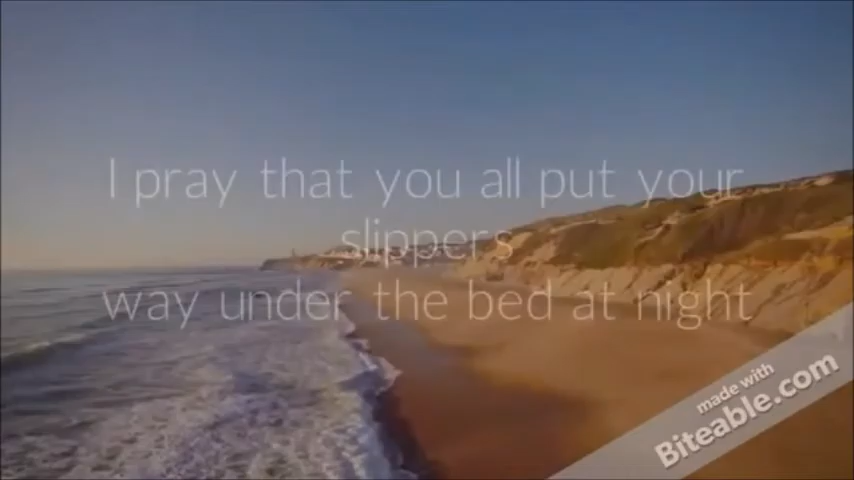 I pray that you all put your
slippers
way under the bed at night
made with
Biteable.com